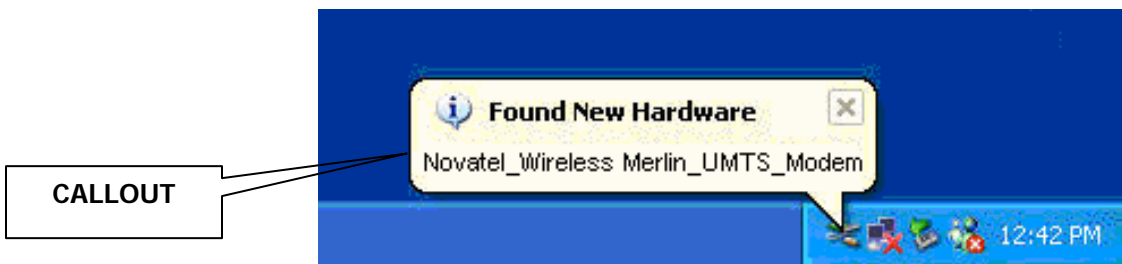 Found New Hardware
Novatel_Wireless Merlin_UMTS_Modem
CALLOUT
12:42 PM